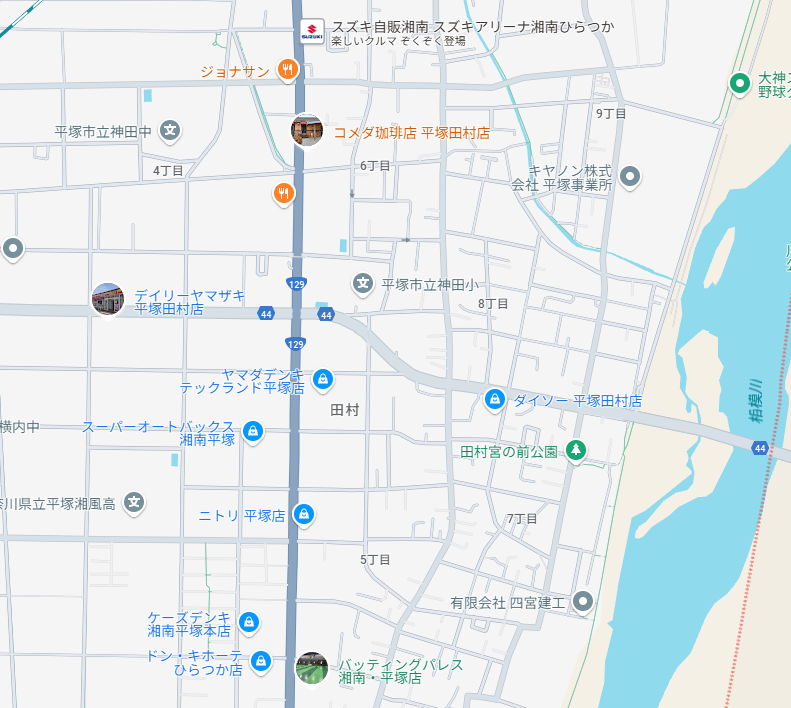 スズキ自販湘南 スズキアリーナ湘南ひらつか
楽しいクルマ ぞくぞく登場
SUZUKI
ジョナサン
大神ス
野球グ
9丁目
平塚市立神田中
コメダ珈琲店 平塚田村店
4丁目
6丁目
キヤノン株式
会社 平塚事業所
129
平塚市立神田小
デイリーヤマザキ
平塚田村店
8丁目
44
44
129
ヤマダデンキ
テックランド平塚店
相模川
ダイソー 平塚田村店
田村
横内中
スーパーオートバックス
湘南平塚
44
田村宮の前公園
奈川県立平塚湘風高
ニトリ 平塚店
7丁目
5丁目
有限会社 四宮建工
ケーズデンキ
湘南平塚本店
ドン・キホーテ
ひらつか店
バッティングパレス
湘南・平塚店